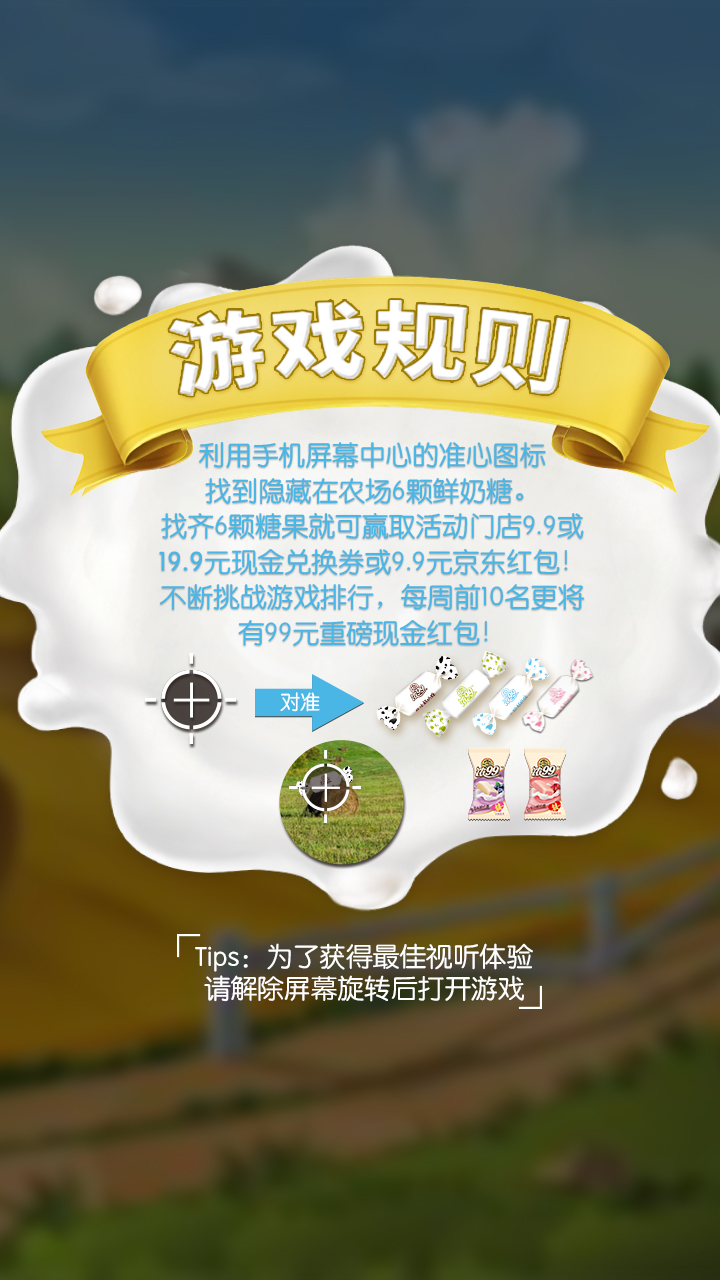 游戏规则
利用手机屏幕中心的准心图标
找到隐藏在农场6颗鲜奶糖。
找齐6颗糖果就可赢取活动门店9.9或
19.9元现金兑换券或9.9元京东红包！
不断挑战游戏排行，每周前10名更将
有99元重磅现金红包！
对准
Tips：为了获得最佳视听体验
请解除屏幕旋转后打开游戏